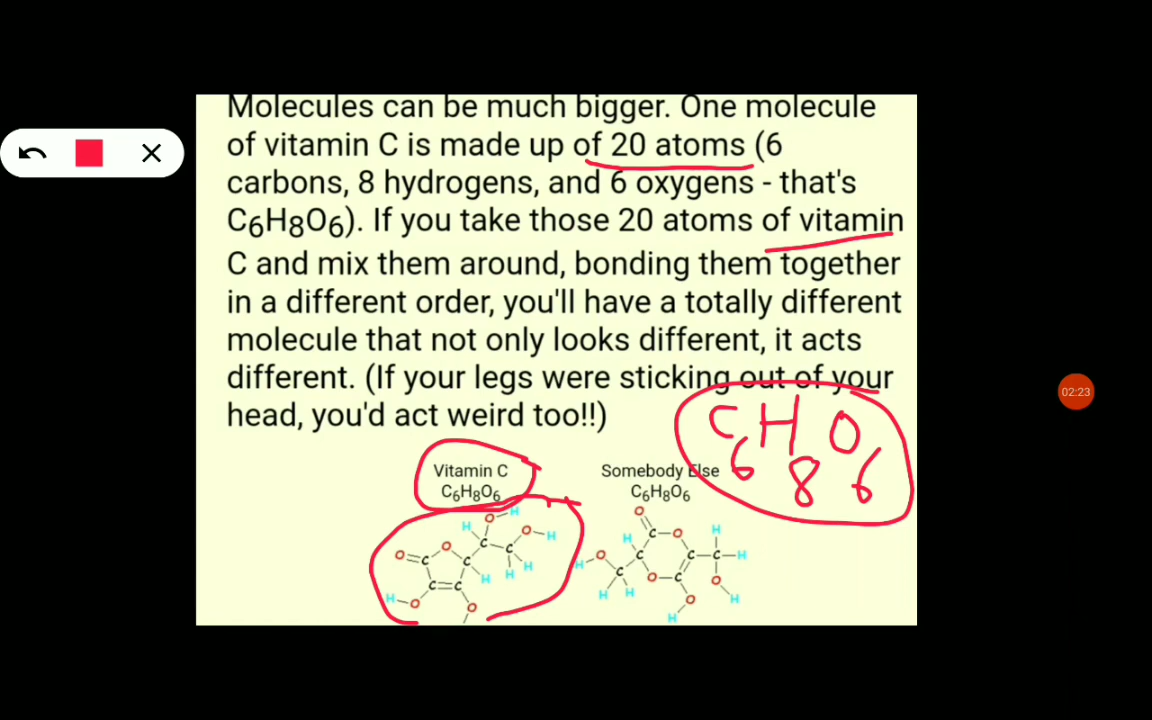 Molecules can be much bigger. One molecule
of vitamin C is made up of 20 atoms (6
carbons, 8 hydrogens, and 6 oxygens - that's
C6H8O6). If you take those 20 atoms of vitamin
C and mix them around, bonding them together
in a different order, you'll have a totally different
molecule that not only looks different, it acts
different. (If your legs were sticking out of your
head, you'd act weird too!!)
C6H8O6
Vitamin C
C6H8O6
O H
H
C
O H
O C O C C
H H
H
C C
H O O
Somebody Else
C6H8O6
O
C O H
H
O C C C H
H C O C O
H H O H
H
02:23